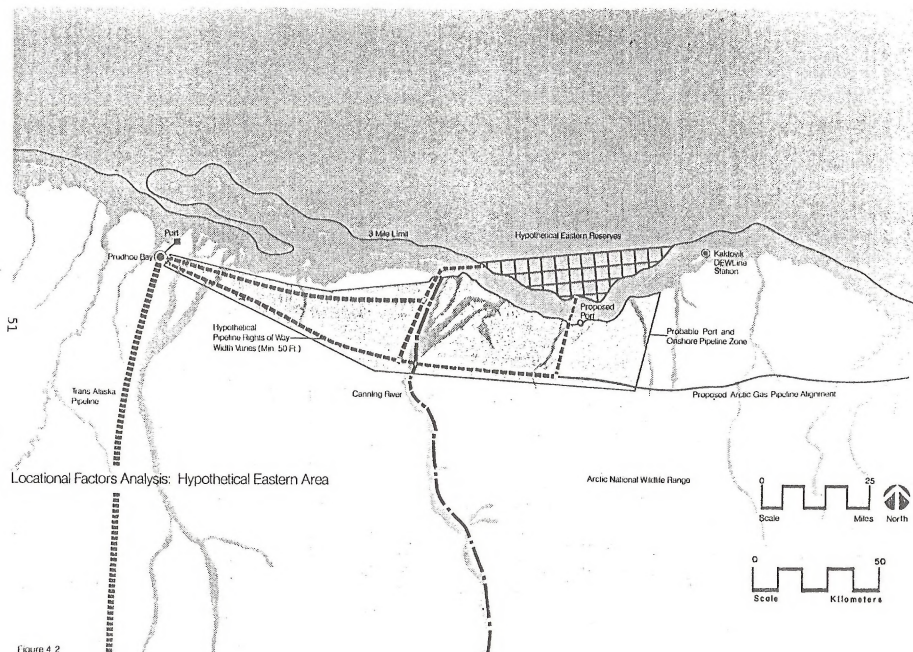 3 Mile Limit
Hypothetical Eastern Reserves
Port
Prudhoe Bay
Kaktovik
DEWLine
Station
Proposed
Port
51
Hypothetical
Pipeline Rights of Way
Width Varies (Min. 50 Ft.)
Probable Port and
Onshore Pipeline Zone
Trans Alaska
Pipeline
Canning River
Proposed Arctic Gas Pipeline Alignment
Locational Factors Analysis: Hypothetical Eastern Area
Arctic National Wildlife Range
0 25
Scale Miles North
0 50
Scale Kilometers
Figure 4.2